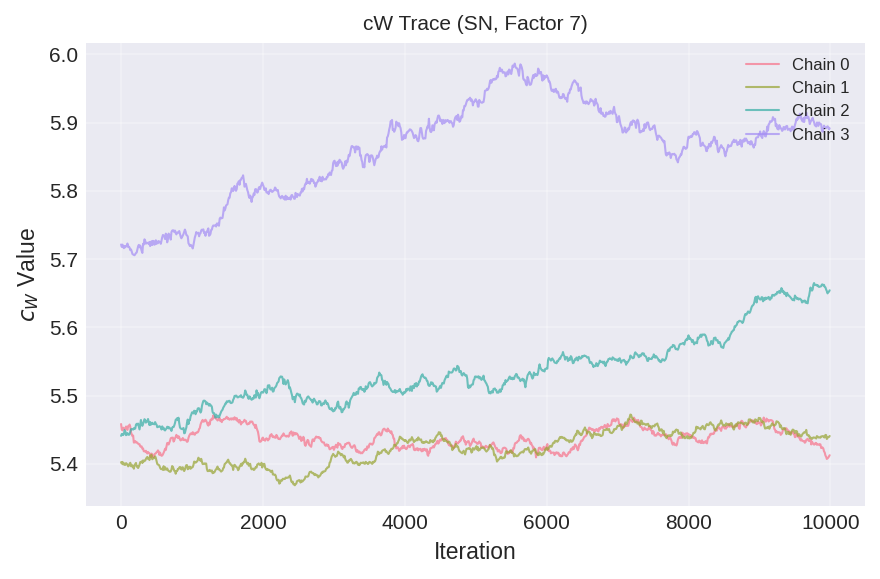 cW Trace (SN, Factor 7)
6.0
5.9
5.8
5.7
5.6
5.5
5.4
c_W Value
Chain 0
Chain 1
Chain 2
Chain 3
0 2000 4000 6000 8000 10000
Iteration